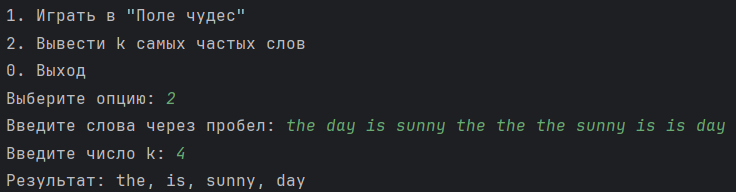 1. Играть в "Поле чудес"
2. Вывести k самых частых слов
0. Выход
Выберите опцию: 2
Введите слова через пробел: the day is sunny the the the sunny is is day
Введите число k: 4
Результат: the, is, sunny, day